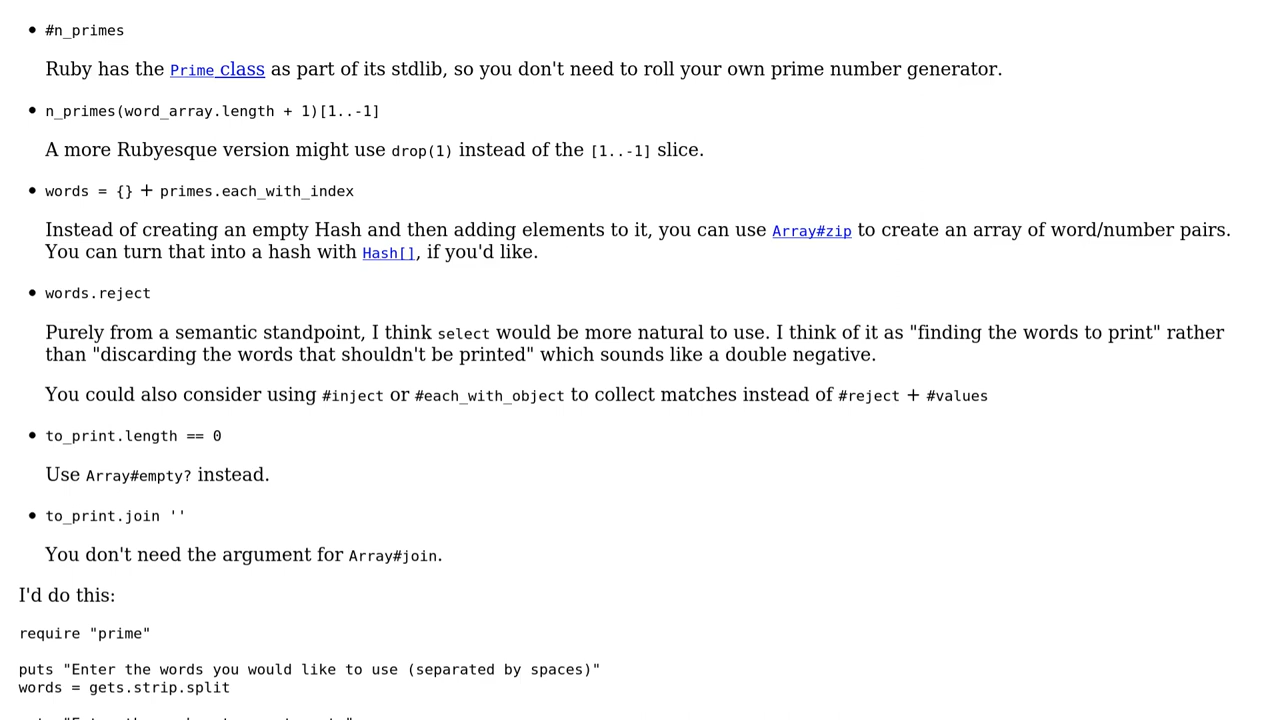 #n_primes
Ruby has the Prime class as part of its stdlib, so you don't need to roll your own prime number generator.
n_primes(word_array.length + 1)[1..-1]
A more Rubyesque version might use drop(1) instead of the [1..-1] slice.
words = {} + primes.each_with_index
Instead of creating an empty Hash and then adding elements to it, you can use Array#zip to create an array of word/number pairs.
You can turn that into a hash with Hash[], if you'd like.
words.reject
Purely from a semantic standpoint, I think select would be more natural to use. I think of it as "finding the words to print" rather
than "discarding the words that shouldn't be printed" which sounds like a double negative.
You could also consider using #inject or #each_with_object to collect matches instead of #reject + #values
to_print.length == 0
Use Array#empty? instead.
to_print.join ''
You don't need the argument for Array#join.
I'd do this:
require "prime"
puts "Enter the words you would like to use (separated by spaces)"
words = gets.strip.split